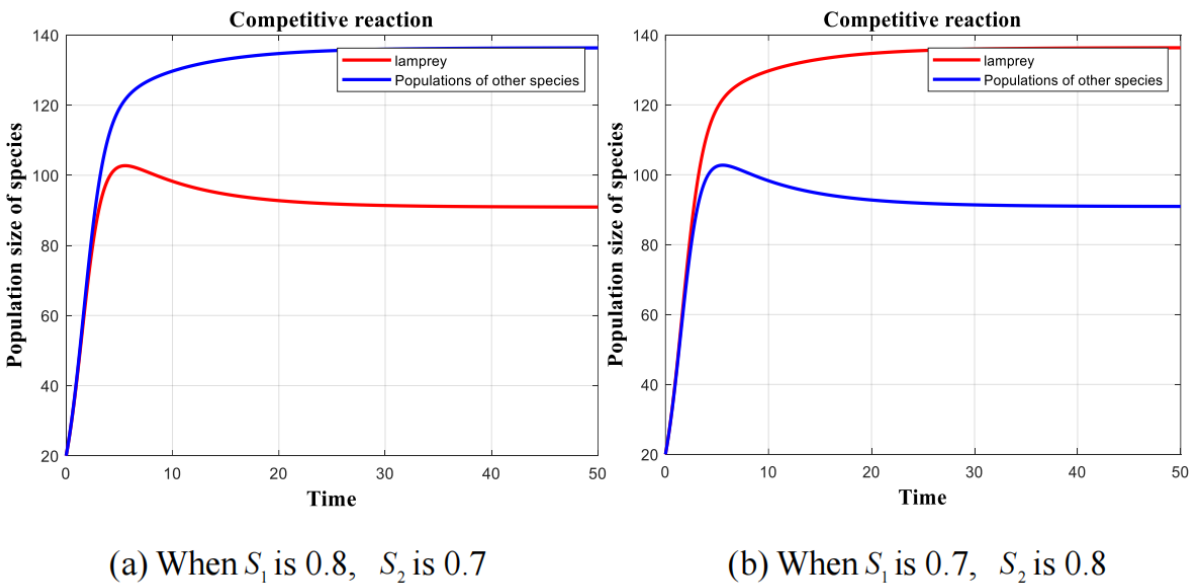 Competitive reaction
Population size of species
140
120
100
80
60
40
20
lamprey
Populations of other species
0
10
20
30
40
50
Time
(a) When S₁ is 0.8, S₂ is 0.7
Competitive reaction
Population size of species
140
120
100
80
60
40
20
lamprey
Populations of other species
0
10
20
30
40
50
Time
(b) When S₁ is 0.7, S₂ is 0.8